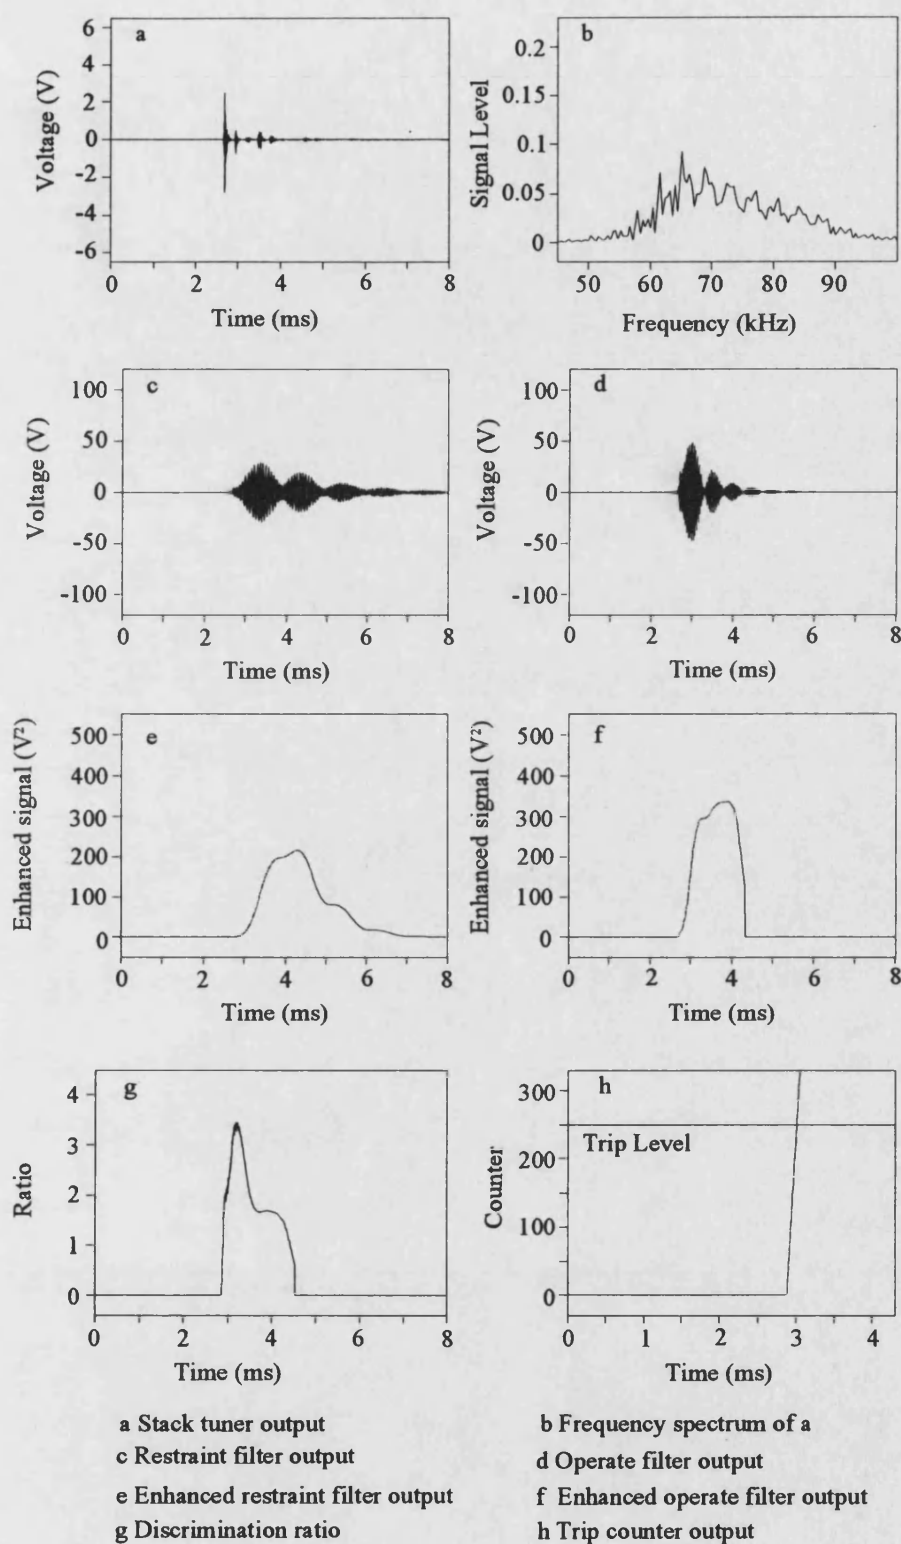 a
Voltage (V)
6
4
2
0
-2
-4
-6
0 2 4 6 8
Time (ms)
b
Signal Level
0.2
0.15
0.1
0.05
0
50 60 70 80 90
Frequency (kHz)
c
Voltage (V)
100
50
0
-50
-100
0 2 4 6 8
Time (ms)
d
Voltage (V)
100
50
0
-50
-100
0 2 4 6 8
Time (ms)
e
Enhanced signal (V²)
500
400
300
200
100
0
0 2 4 6 8
Time (ms)
f
Enhanced signal (V²)
500
400
300
200
100
0
0 2 4 6 8
Time (ms)
g
Ratio
4
3
2
1
0
0 2 4 6 8
Time (ms)
h
Counter
300
200
100
0
Trip Level
0 1 2 3 4
Time (ms)
a Stack tuner output
b Frequency spectrum of a
c Restraint filter output
d Operate filter output
e Enhanced restraint filter output
f Enhanced operate filter output
g Discrimination ratio
h Trip counter output